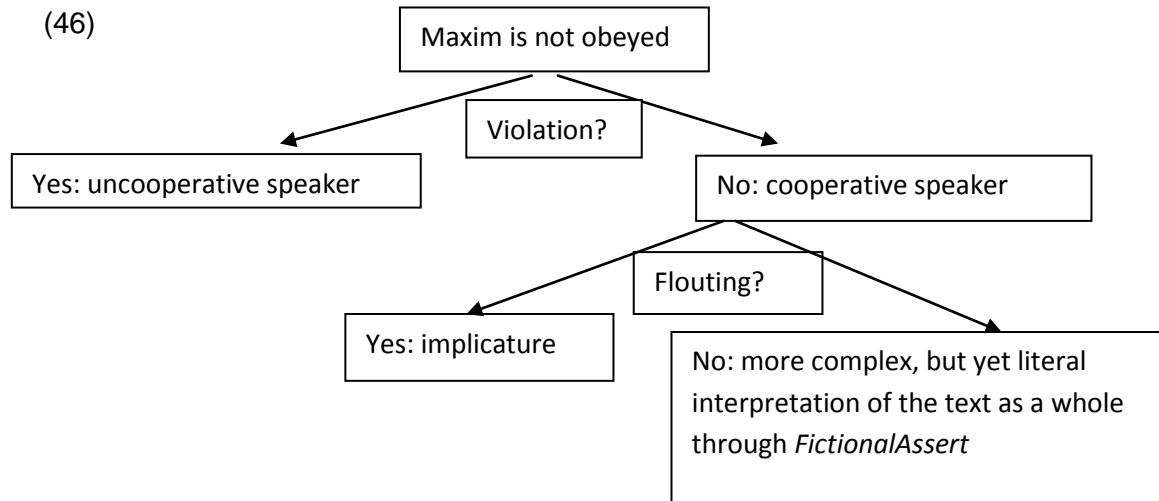 (46)
Maxim is not obeyed
Violation?
Yes: uncooperative speaker
No: cooperative speaker
Flouting?
Yes: implicature
No: more complex, but yet literal
interpretation of the text as a whole
through FictionalAssert